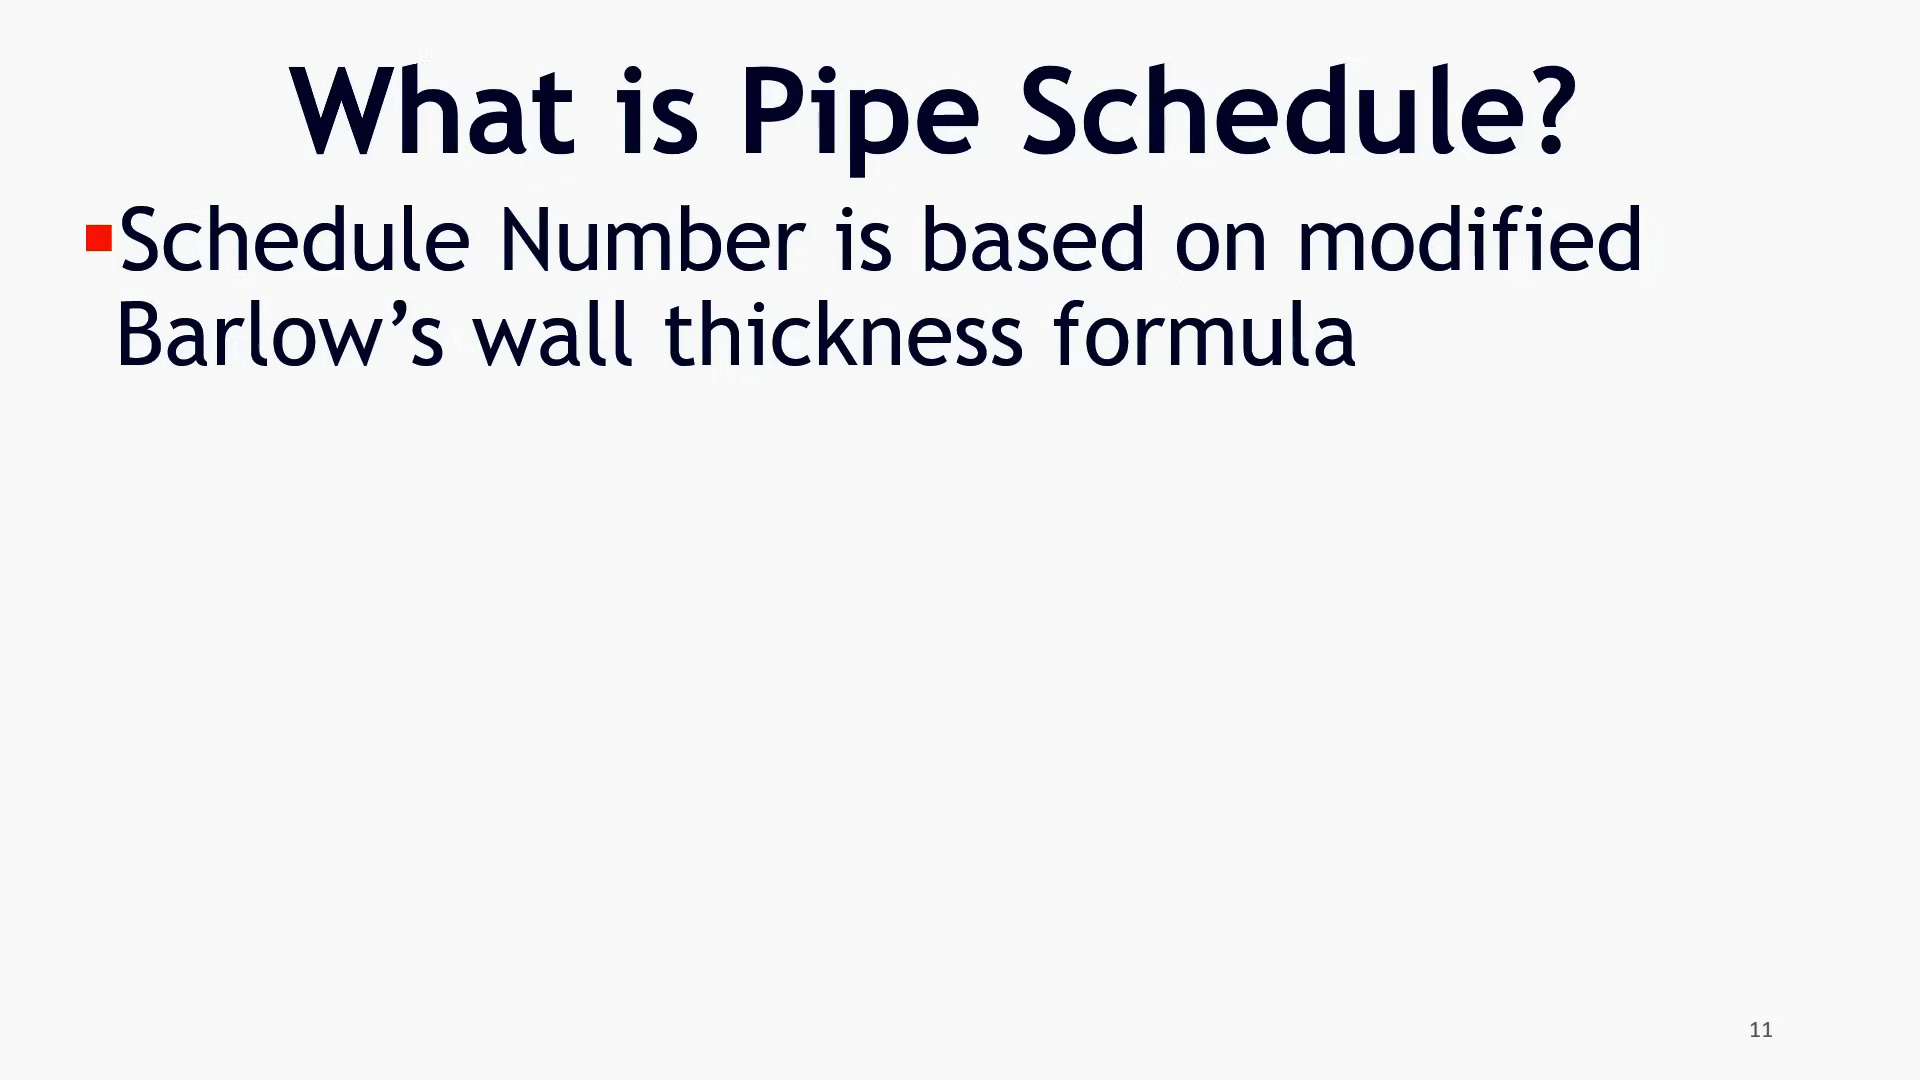 What is Pipe Schedule?
▪Schedule Number is based on modified
Barlow’s wall thickness formula
11